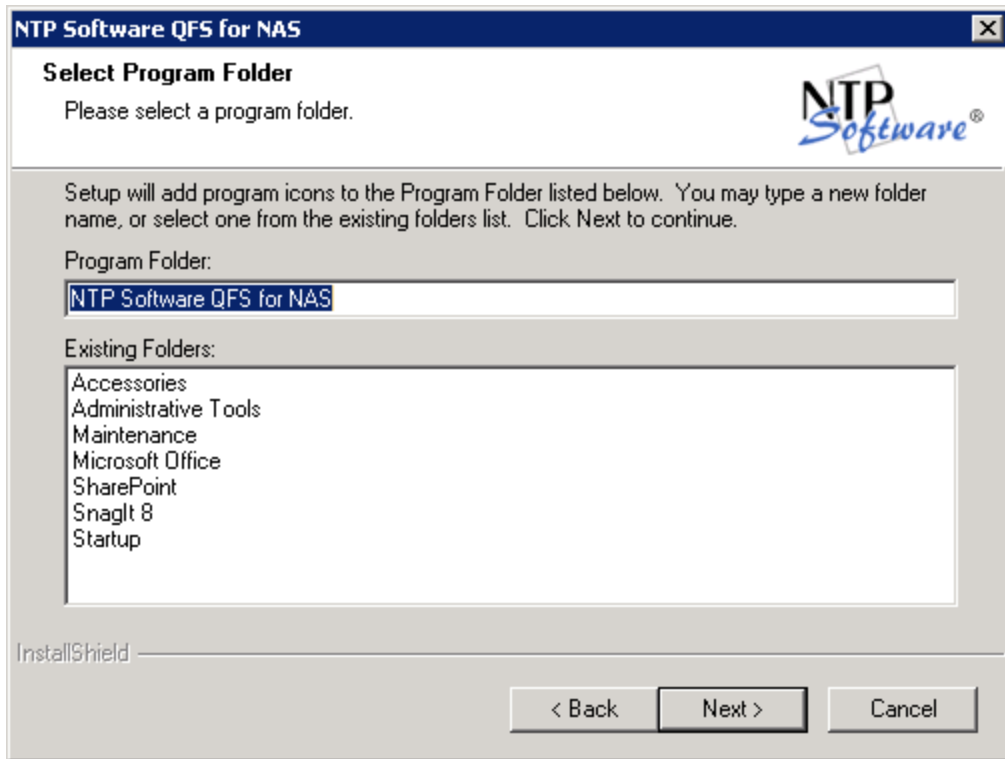 NTP Software QFS for NAS
Select Program Folder
Please select a program folder.
NTP
Software®
Setup will add program icons to the Program Folder listed below. You may type a new folder
name, or select one from the existing folders list. Click Next to continue.
Program Folder:
NTP Software QFS for NAS
Existing Folders:
Accessories
Administrative Tools
Maintenance
Microsoft Office
SharePoint
SnagIt 8
Startup
InstallShield
< Back Next > Cancel